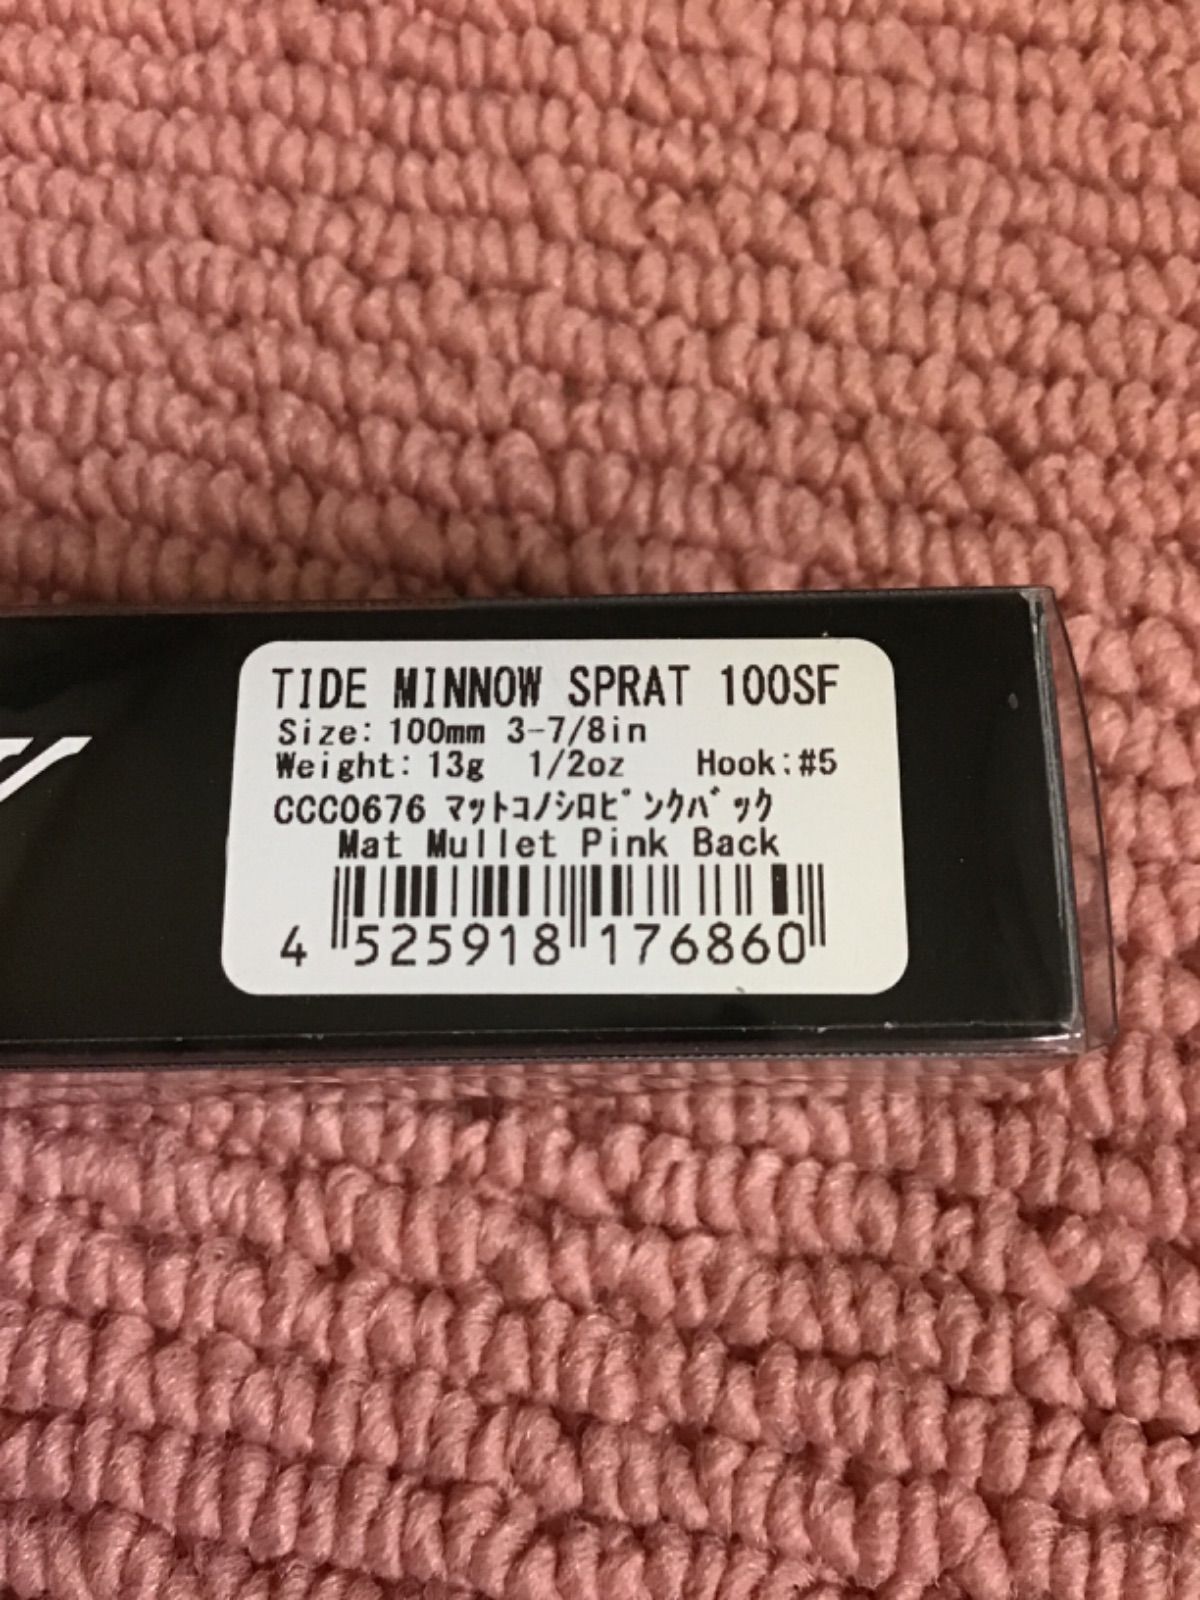 TIDE MINNOW SPRAT 100SF
Size: 100mm 3-7/8in
Weight: 13g 1/2oz Hook:#5
CCC0676 ﾏｯﾄｺﾉｼﾛﾋﾟﾝｸﾊﾞｯｸ
Mat Mullet Pink Back
4 525918 176860